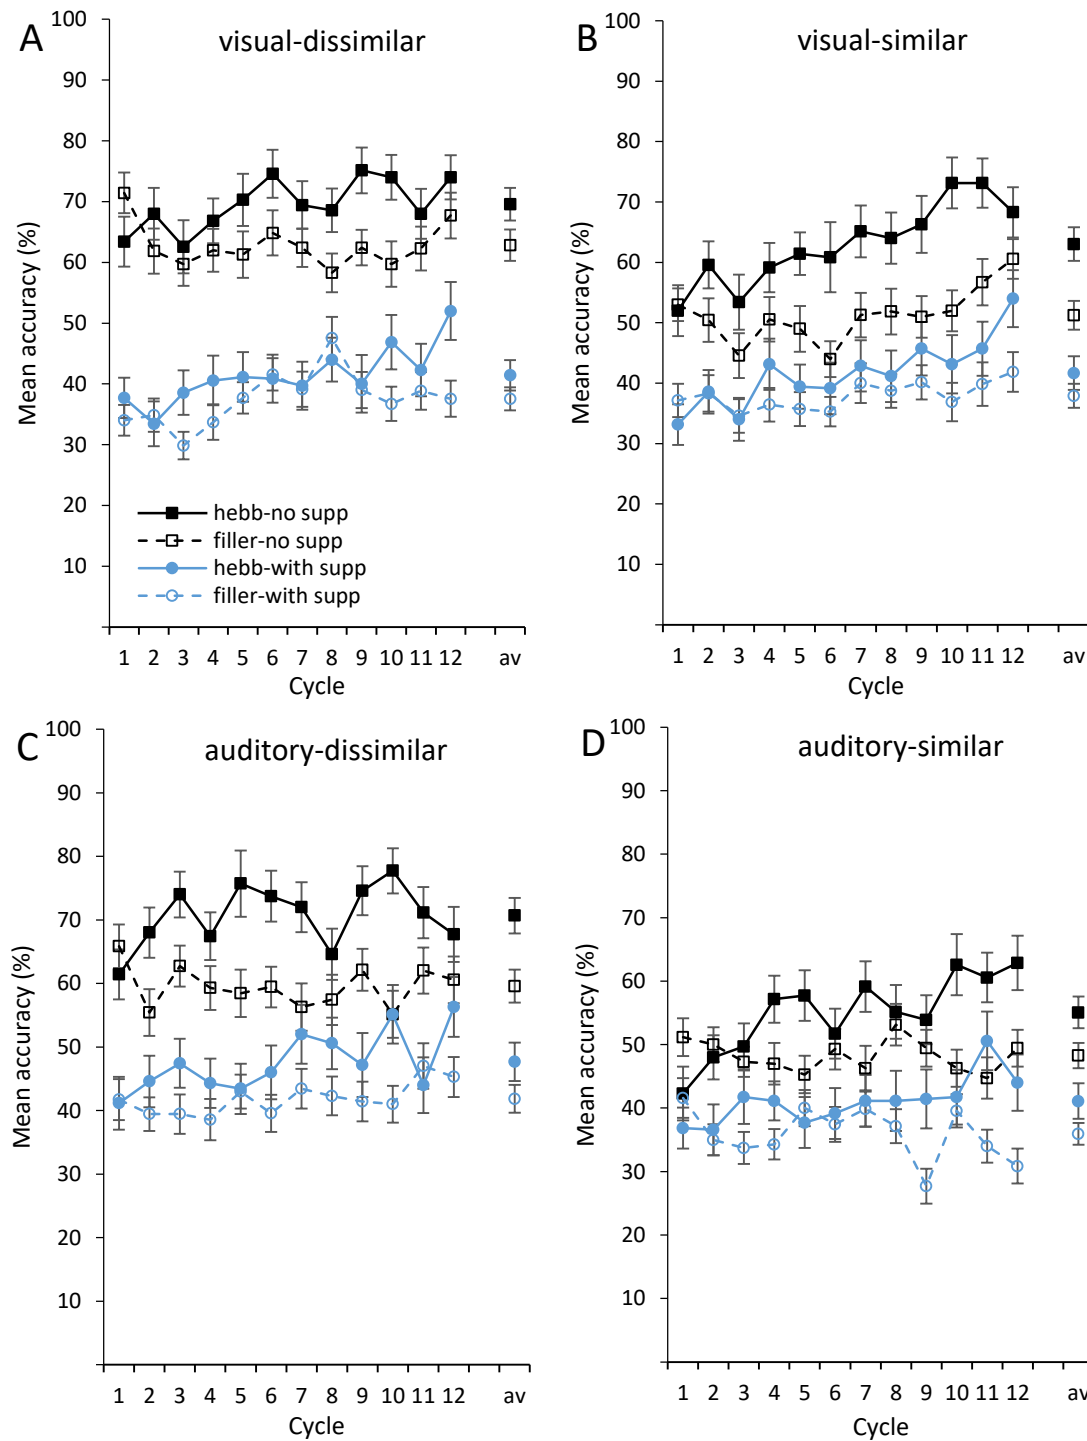 A
visual-dissimilar
100
90
80
70
60
50
40
30
20
10
Mean accuracy (%)
hebb-no supp
filler-no supp
hebb-with supp
filler-with supp
1 2 3 4 5 6 7 8 9 10 11 12 av
Cycle
B
visual-similar
100
90
80
70
60
50
40
30
20
10
Mean accuracy (%)
1 2 3 4 5 6 7 8 9 10 11 12 av
Cycle
C
auditory-dissimilar
100
90
80
70
60
50
40
30
20
10
Mean accuracy (%)
1 2 3 4 5 6 7 8 9 10 11 12 av
Cycle
D
auditory-similar
100
90
80
70
60
50
40
30
20
10
Mean accuracy (%)
1 2 3 4 5 6 7 8 9 10 11 12 av
Cycle